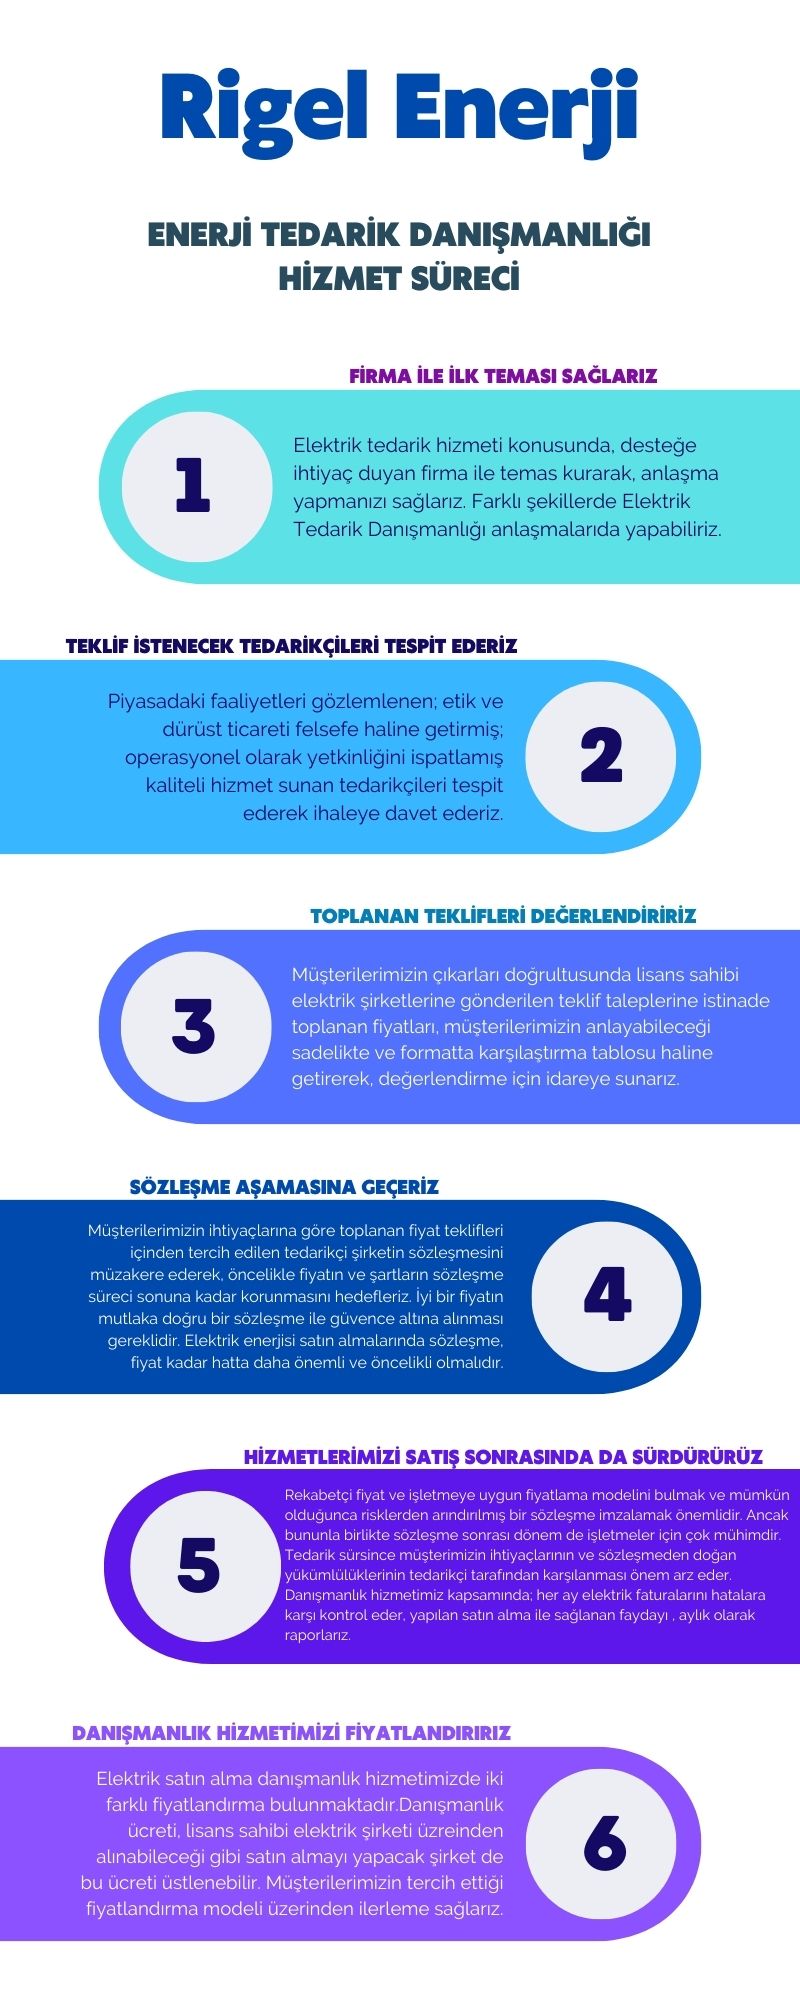 Rigel Enerji
ENERJİ TEDARİK DANIŞMANLIĞI
HİZMET SÜRECİ
FİRMA İLE İLK TEMASI SAĞLARIZ
1
Elektrik tedarik hizmeti konusunda, desteğe
ihtiyaç duyan firma ile temas kurarak, anlaşma
yapmanızı sağlarız. Farklı şekillerde Elektrik
Tedarik Danışmanlığı anlaşmalarıda yapabiliriz.
TEKLİF İSTENECEK TEDARİKÇİLERİ TESPİT EDERİZ
Piyasadaki faaliyetleri gözlemlenen; etik ve
dürüst ticareti felsefe haline getirmiş;
operasyonel olarak yetkinliğini ispatlamış
kaliteli hizmet sunan tedarikçileri tespit
ederek ihaleye davet ederiz.
2
TOPLANAN TEKLİFLERİ DEĞERLENDİRİRİZ
3
Müşterilerimizin çıkarları doğrultusunda lisans sahibi
elektrik şirketlerine gönderilen teklif taleplerine istinade
toplanan fiyatları, müşterilerimizin anlayabileceği
sadelikte ve formatta karşılaştırma tablosu haline
getirerek, değerlendirme için idareye sunarız.
SÖZLEŞME AŞAMASINA GEÇERİZ
Müşterilerimizin ihtiyaçlarına göre toplanan fiyat teklifleri
içinden tercih edilen tedarikçi şirketin sözleşmesini
müzakere ederek, öncelikle fiyatın ve şartların sözleşme
süreci sonuna kadar korunmasını hedefleriz. İyi bir fiyatın
mutlaka doğru bir sözleşme ile güvence altına alınması
gereklidir. Elektrik enerjisi satın almalarında sözleşme,
fiyat kadar hatta daha önemli ve öncelikli olmalıdır.
4
HİZMETLERİMİZİ SATIŞ SONRASINDA DA SÜRDÜRÜRÜZ
5
Rekabetçi fiyat ve işletmeye uygun fiyatlama modelini bulmak ve mümkün
olduğunca risklerden arındırılmış bir sözleşme imzalamak önemlidir. Ancak
bununla birlikte sözleşme sonrası dönem de işletmeler için çok mühimdir.
Tedarik sürsince müşterimizin ihtiyaçlarının ve sözleşmeden doğan
yükümlülüklerinin tedarikçi tarafından karşılanması önem arz eder.
Danışmanlık hizmetimiz kapsamında; her ay elektrik faturalarını hatalara
karşı kontrol eder, yapılan satın alma ile sağlanan faydayı , aylık olarak
raporlarız.
DANIŞMANLIK HİZMETİMİZİ FİYATLANDIRIRIZ
Elektrik satın alma danışmanlık hizmetimizde iki
farklı fiyatlandırma bulunmaktadır.Danışmanlık
ücreti, lisans sahibi elektrik şirketi üzreinden
alınabileceği gibi satın almayı yapacak şirket de
bu ücreti üstlenebilir. Müşterilerimizin tercih ettiği
fiyatlandırma modeli üzerinden ilerleme sağlarız.
6